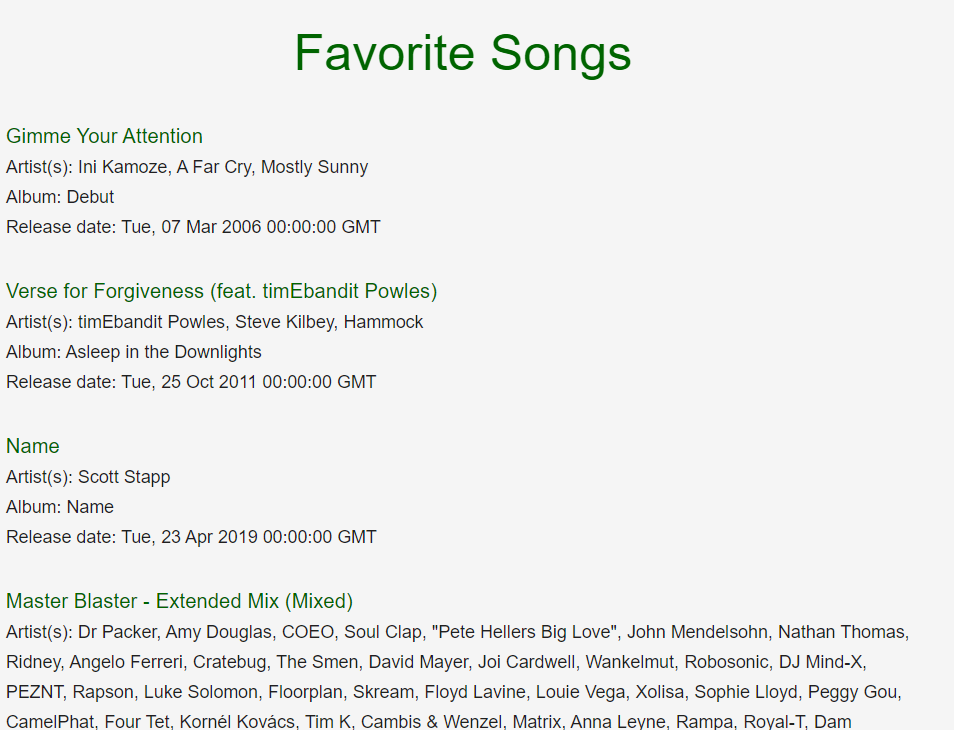 Favorite Songs
Gimme Your Attention
Artist(s): Ini Kamoze, A Far Cry, Mostly Sunny
Album: Debut
Release date: Tue, 07 Mar 2006 00:00:00 GMT
Verse for Forgiveness (feat. timEbandit Powles)
Artist(s): timEbandit Powles, Steve Kilbey, Hammock
Album: Asleep in the Downlights
Release date: Tue, 25 Oct 2011 00:00:00 GMT
Name
Artist(s): Scott Stapp
Album: Name
Release date: Tue, 23 Apr 2019 00:00:00 GMT
Master Blaster - Extended Mix (Mixed)
Artist(s): Dr Packer, Amy Douglas, COEO, Soul Clap, "Pete Hellers Big Love", John Mendelsohn, Nathan Thomas,
Ridney, Angelo Ferreri, Cratebug, The Smen, David Mayer, Joi Cardwell, Wankelmut, Robosonic, DJ Mind-X,
PEZNT, Rapson, Luke Solomon, Floorplan, Skream, Floyd Lavine, Louie Vega, Xolisa, Sophie Lloyd, Peggy Gou,
CamelPhat, Four Tet, Kornél Kovács, Tim K, Cambis & Wenzel, Matrix, Anna Leyne, Rampa, Royal-T, Dam